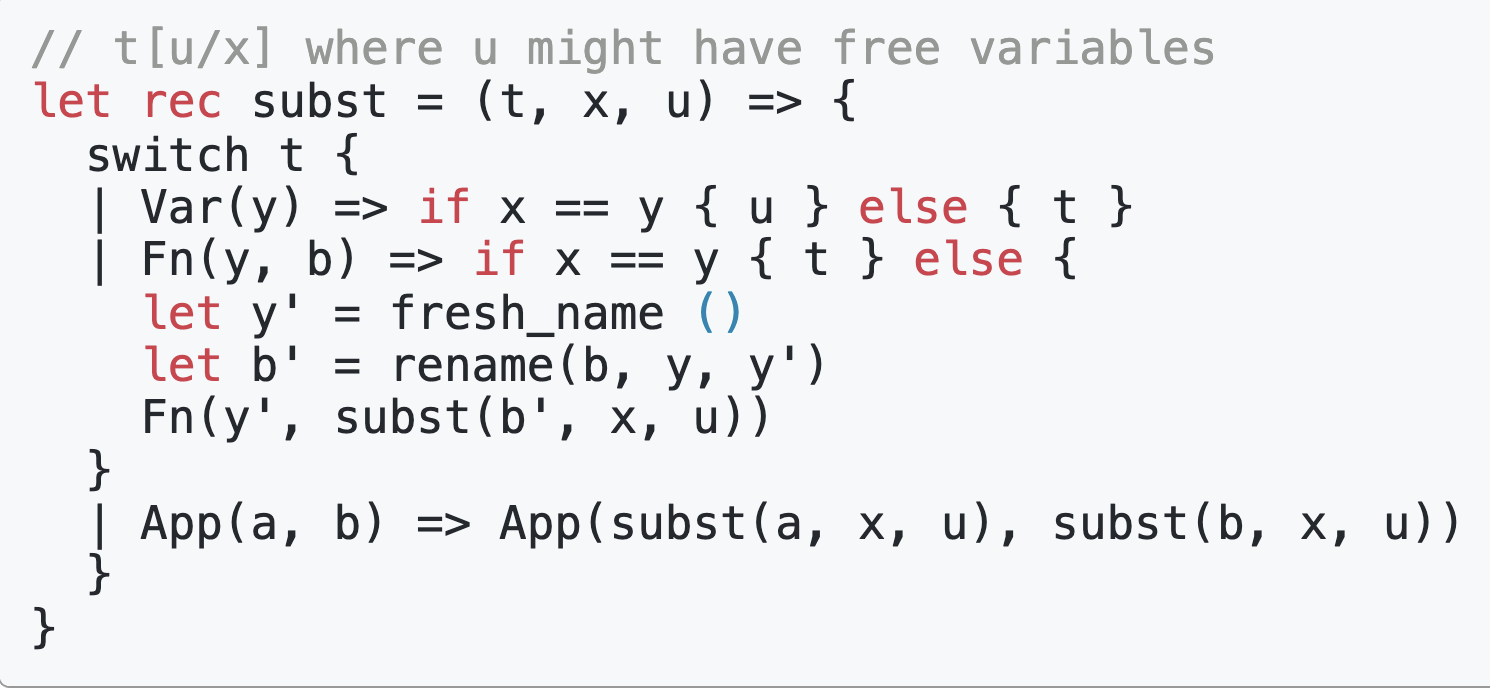 // t[u/x] where u might have free variables
let rec subst = (t, x, u) => {
  switch t {
  | Var(y) => if x == y { u } else { t }
  | Fn(y, b) => if x == y { t } else {
    let y' = fresh_name ()
    let b' = rename(b, y, y')
    Fn(y', subst(b', x, u))
  }
  | App(a, b) => App(subst(a, x, u), subst(b, x, u))
  }
}